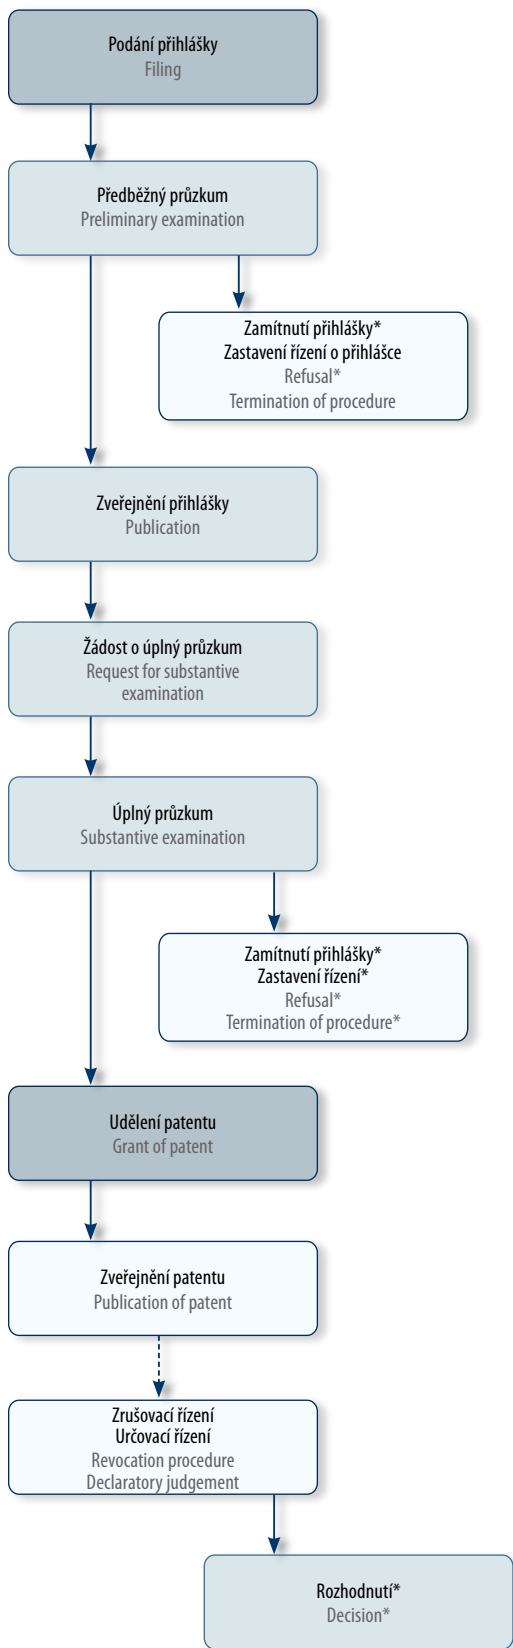 Podání přihlášky
Filing
Předběžný průzkum
Preliminary examination
Zamítnutí přihlášky*
Zastavení řízení o přihlášce
Refusal*
Termination of procedure
Zveřejnění přihlášky
Publication
Žádost o úplný průzkum
Request for substantive
examination
Úplný průzkum
Substantive examination
Zamítnutí přihlášky*
Zastavení řízení*
Refusal*
Termination of procedure*
Udělení patentu
Grant of patent
Zveřejnění patentu
Publication of patent
Zrušovací řízení
Určovací řízení
Revocation procedure
Declaratory judgement
Rozhodnutí*
Decision*